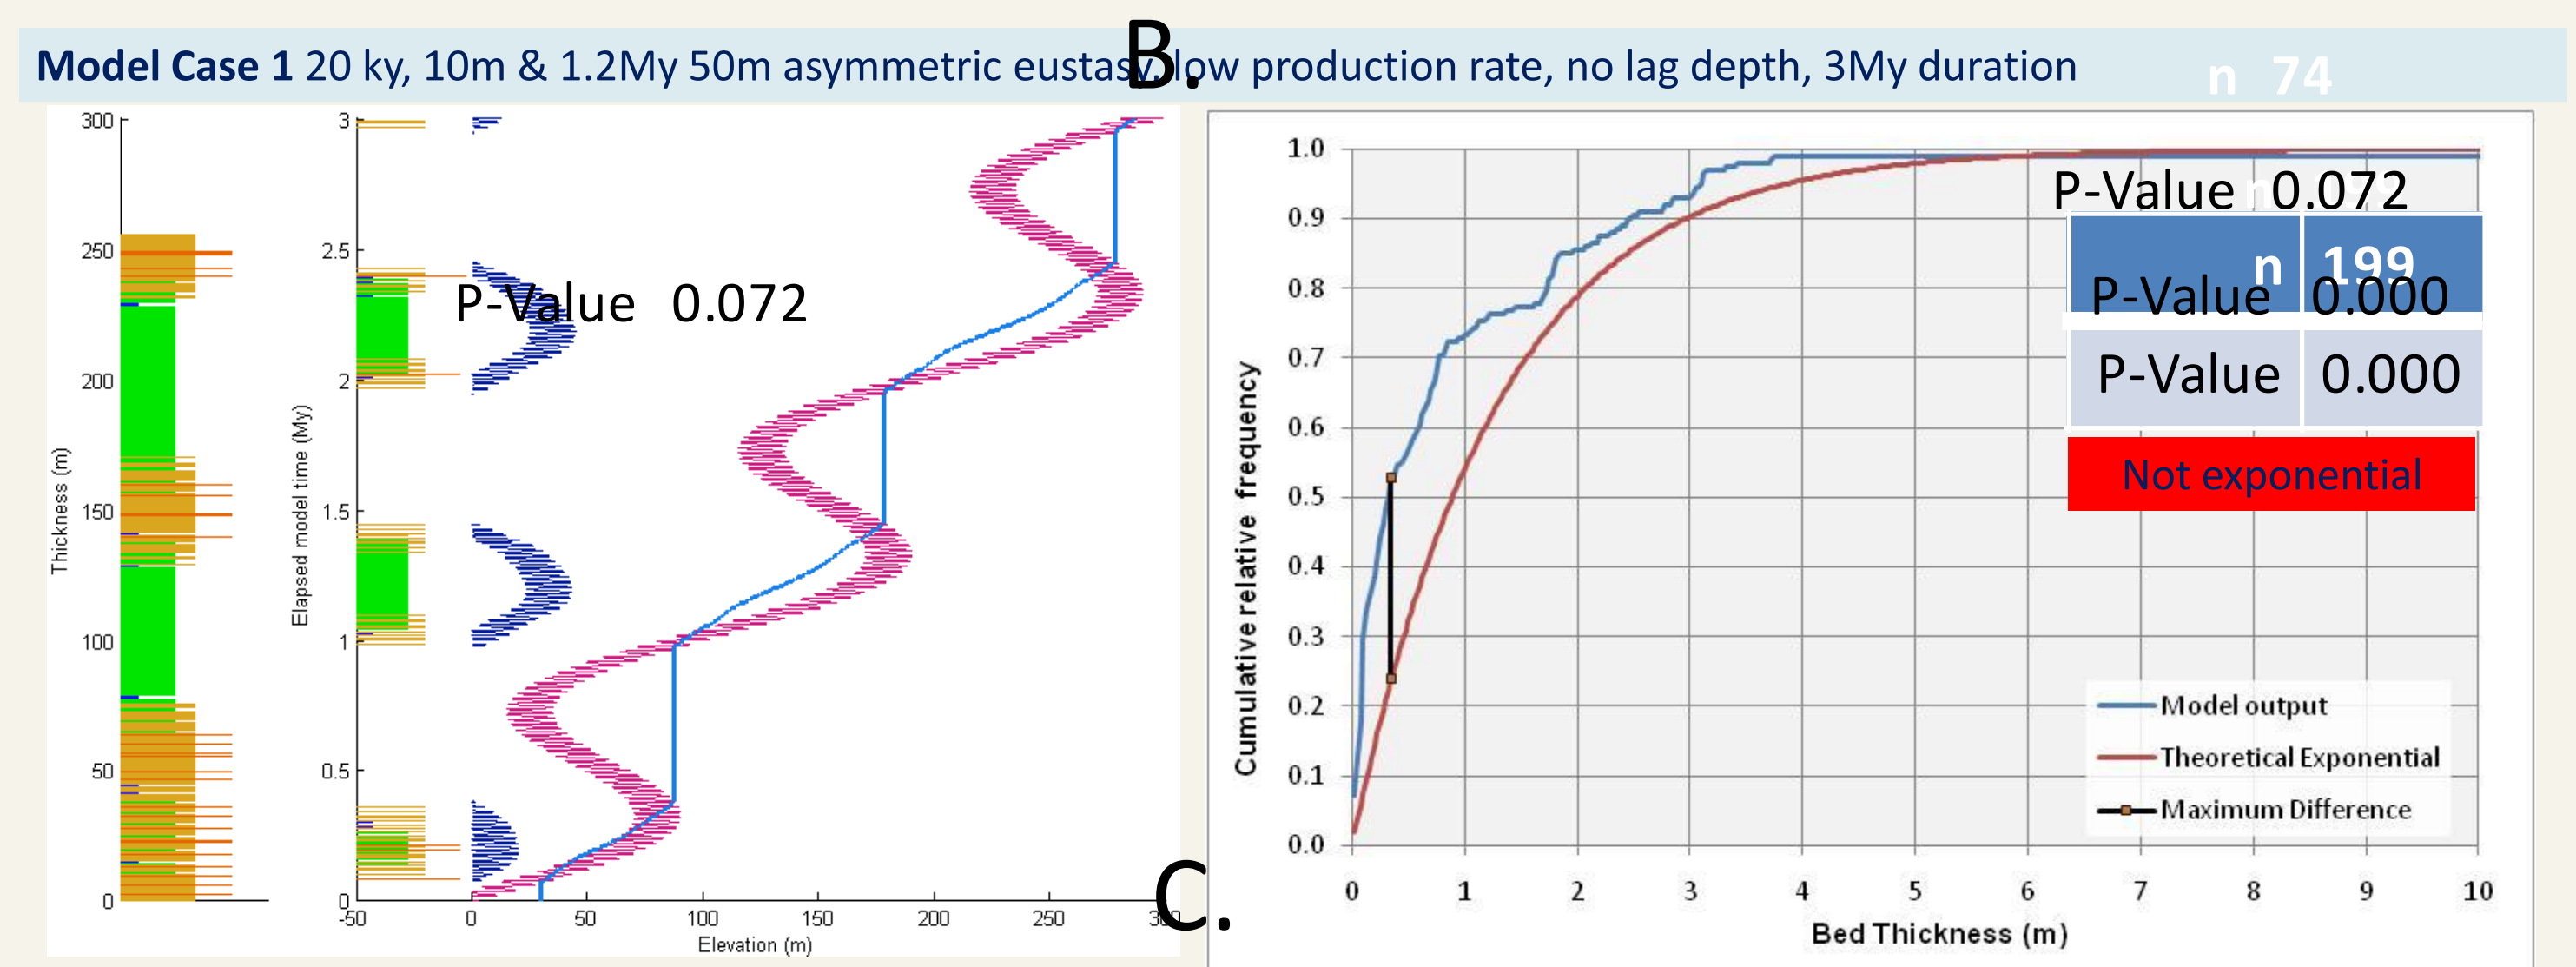 B.
Model Case 1 20 ky, 10m & 1.2My 50m asymmetric eustasy, low production rate, no lag depth, 3My duration
n 74
300
250
200
150
100
50
0
Thickness (m)
3
2.5
2
1.5
1
0.5
0
Elapsed model time (My)
-50 0 50 100 150 200 250 300
Elevation (m)
P-Value 0.072
C.
1.0
0.9
0.8
0.7
0.6
0.5
0.4
0.3
0.2
0.1
0.0
Cumulative relative frequency
0 1 2 3 4 5 6 7 8 9 10
Bed Thickness (m)
P-Value 0.072
n
n 199
P-Value 0.000
P-Value 0.000
Not exponential
Model output
Theoretical Exponential
Maximum Difference